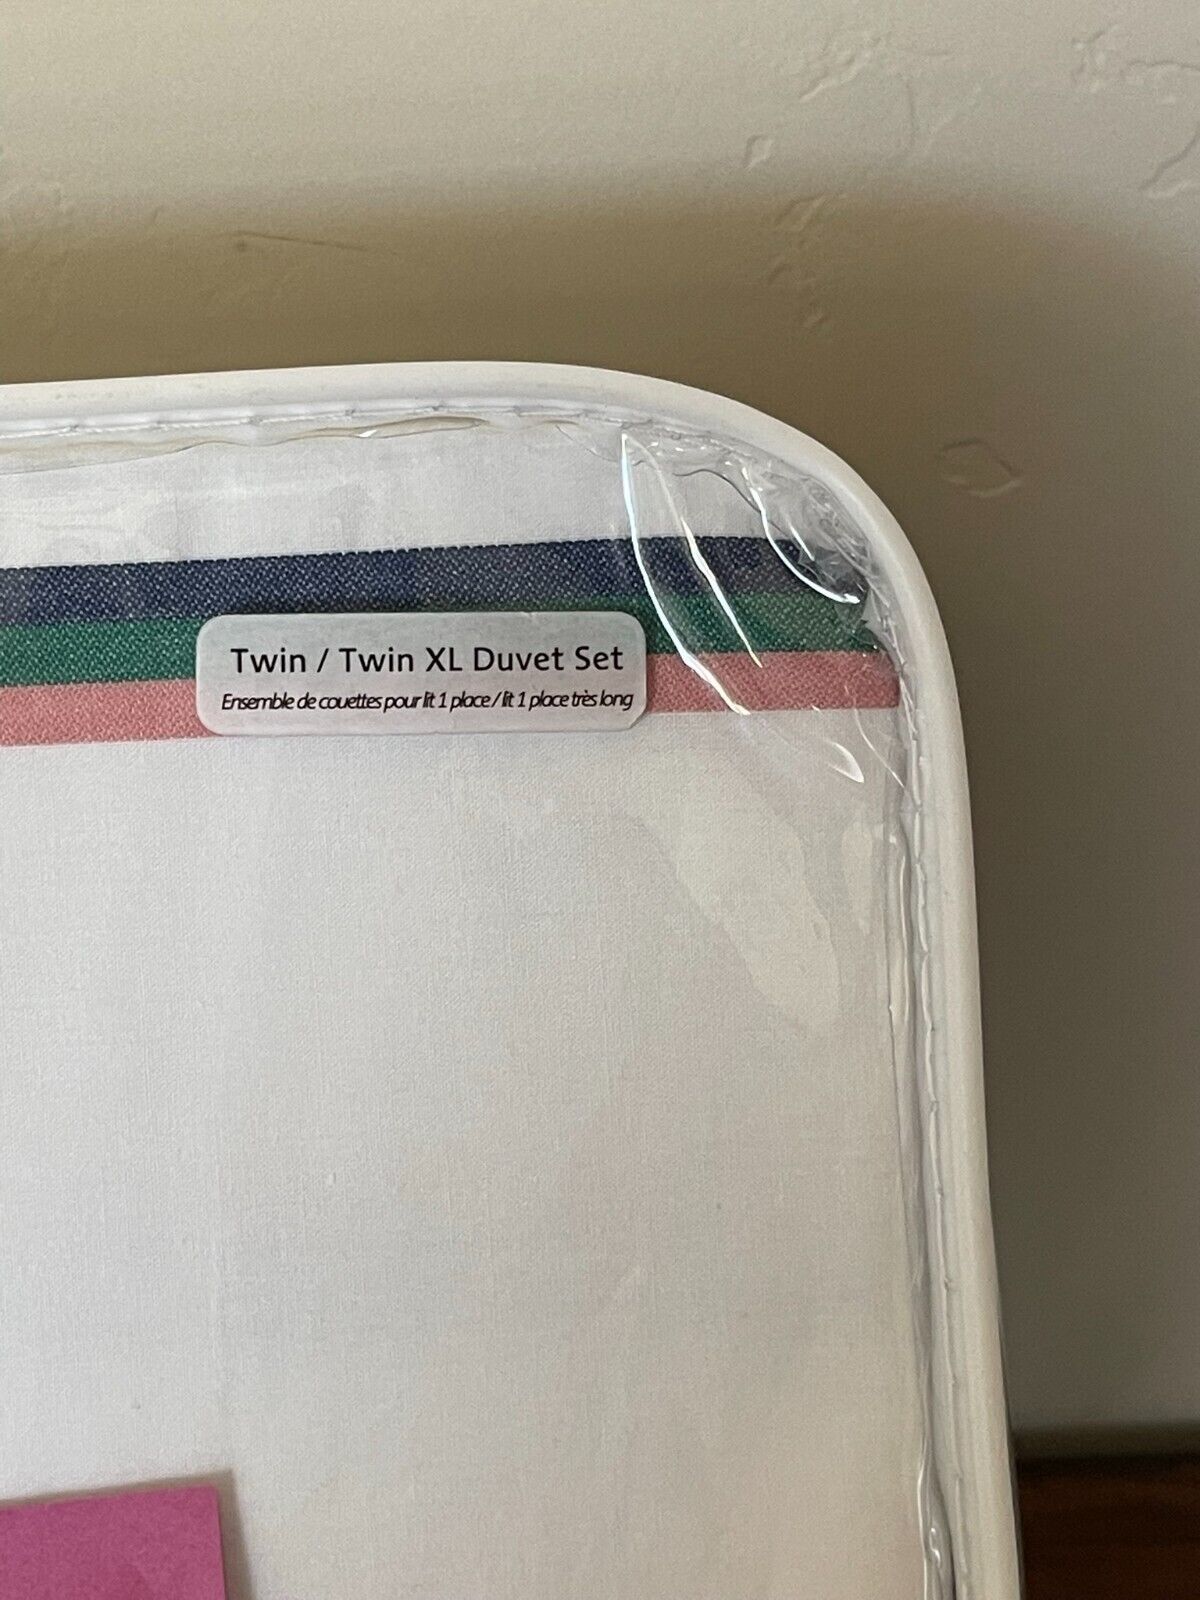 Twin / Twin XL Duvet Set
Ensemble de couettes pour lit 1 place / lit 1 place très long